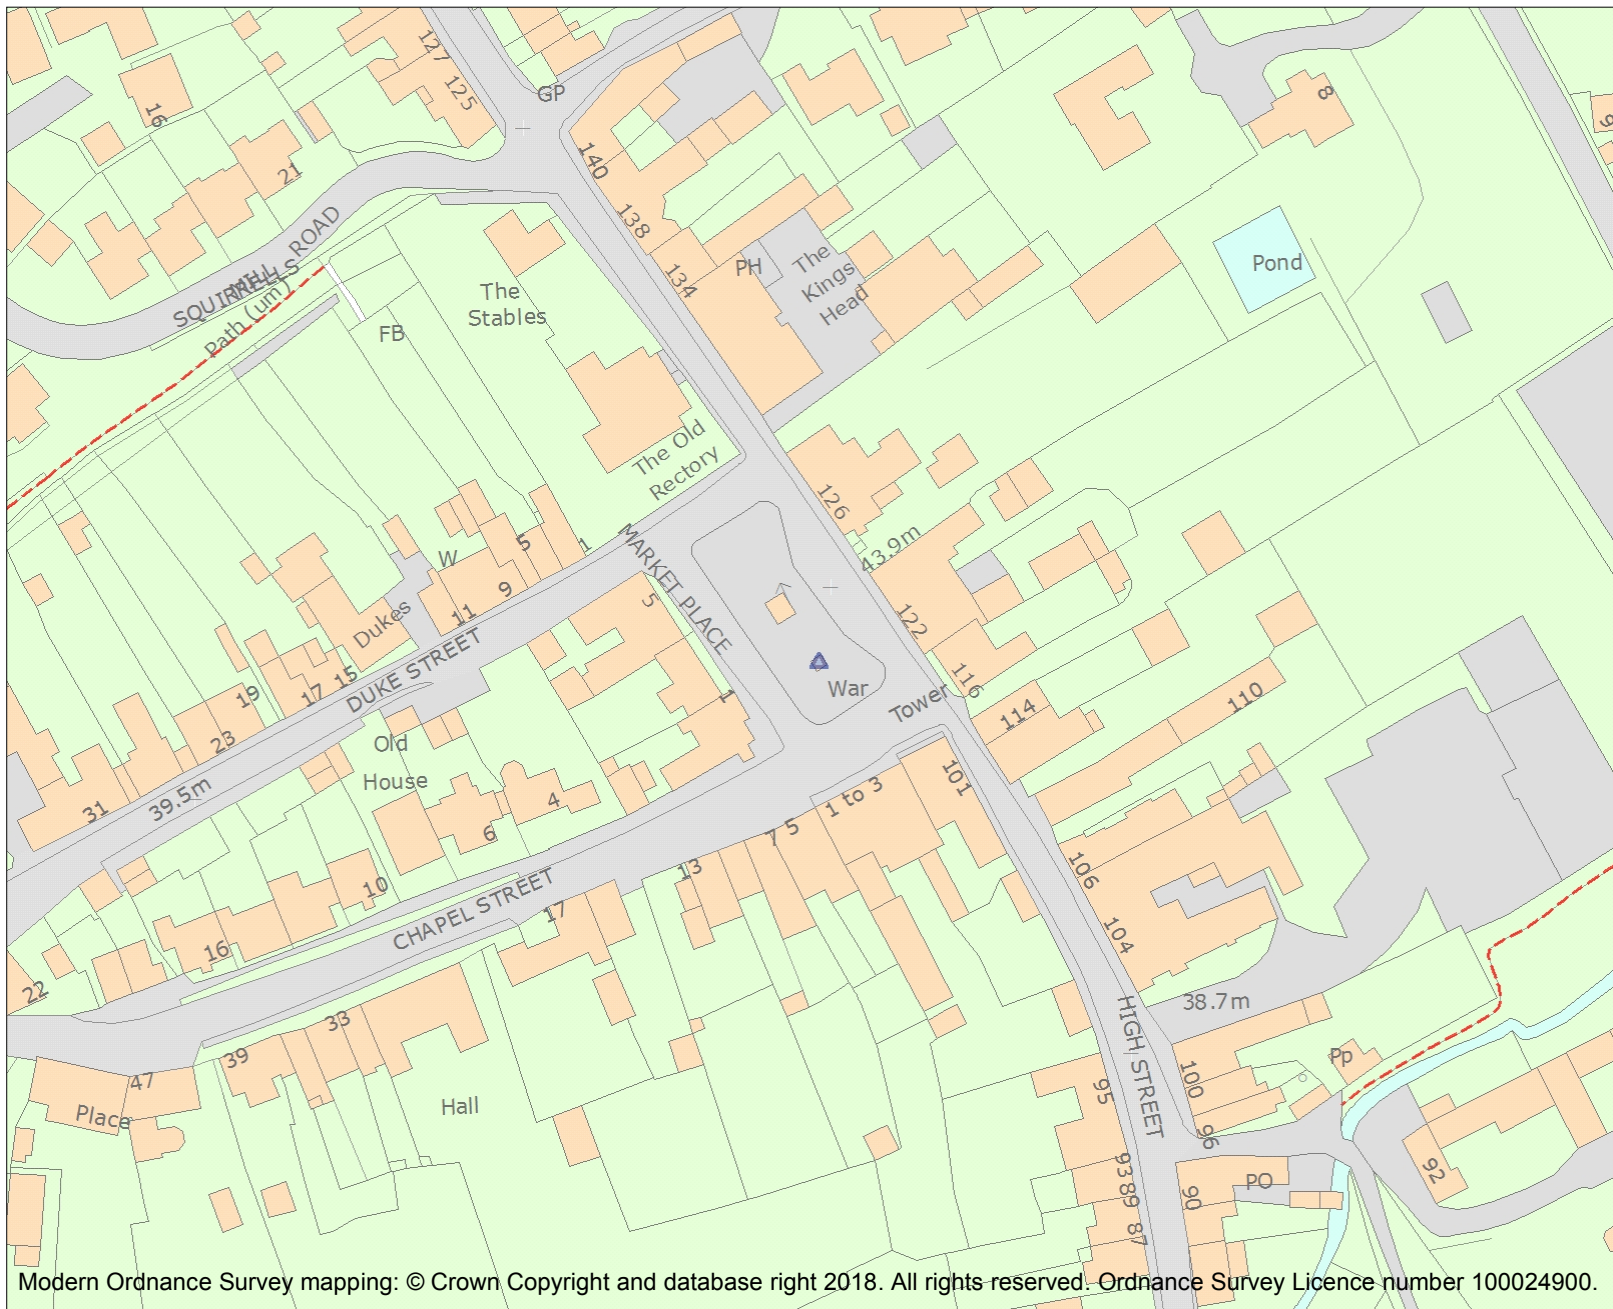 127
125
GP
16
21
140
8
9
138
134
PH
The
Kings
Head
Pond
SQUIRRELS
MILL ROAD
Path (um)
FB
The
Stables
The Old
Rectory
126
43.9m
MARKET PLACE
W
5
1
9
11
Dukes
5
122
DUKE STREET
15
17
19
23
31
39.5m
1
War
Tower
116
114
110
Old
House
4
6
10
101
1 to 3
5
7
13
106
104
CHAPEL STREET
17
16
22
33
39
47
Place
Hall
38.7m
HIGH STREET
Pp
100
95
96
93
89
87
90
PO
92
Modern Ordnance Survey mapping: © Crown Copyright and database right 2018. All rights reserved. Ordnance Survey Licence number 100024900.